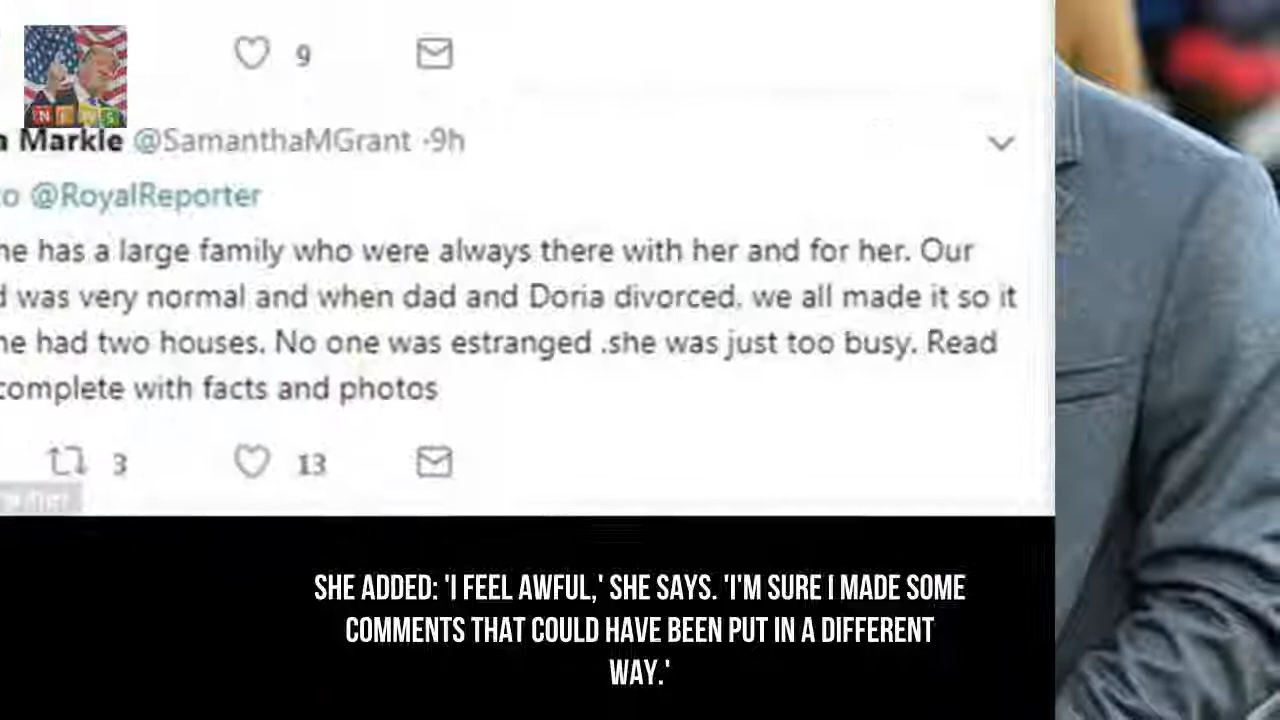 NEWS
9
Markle @SamanthaMGrant ·9h
@RoyalReporter
has a large family who were always there with her and for her. Our
was very normal and when dad and Doria divorced, we all made it so it
had two houses. No one was estranged .she was just too busy. Read
complete with facts and photos
3 13
SHE ADDED: 'I FEEL AWFUL,' SHE SAYS. 'I'M SURE I MADE SOME
COMMENTS THAT COULD HAVE BEEN PUT IN A DIFFERENT
WAY.'